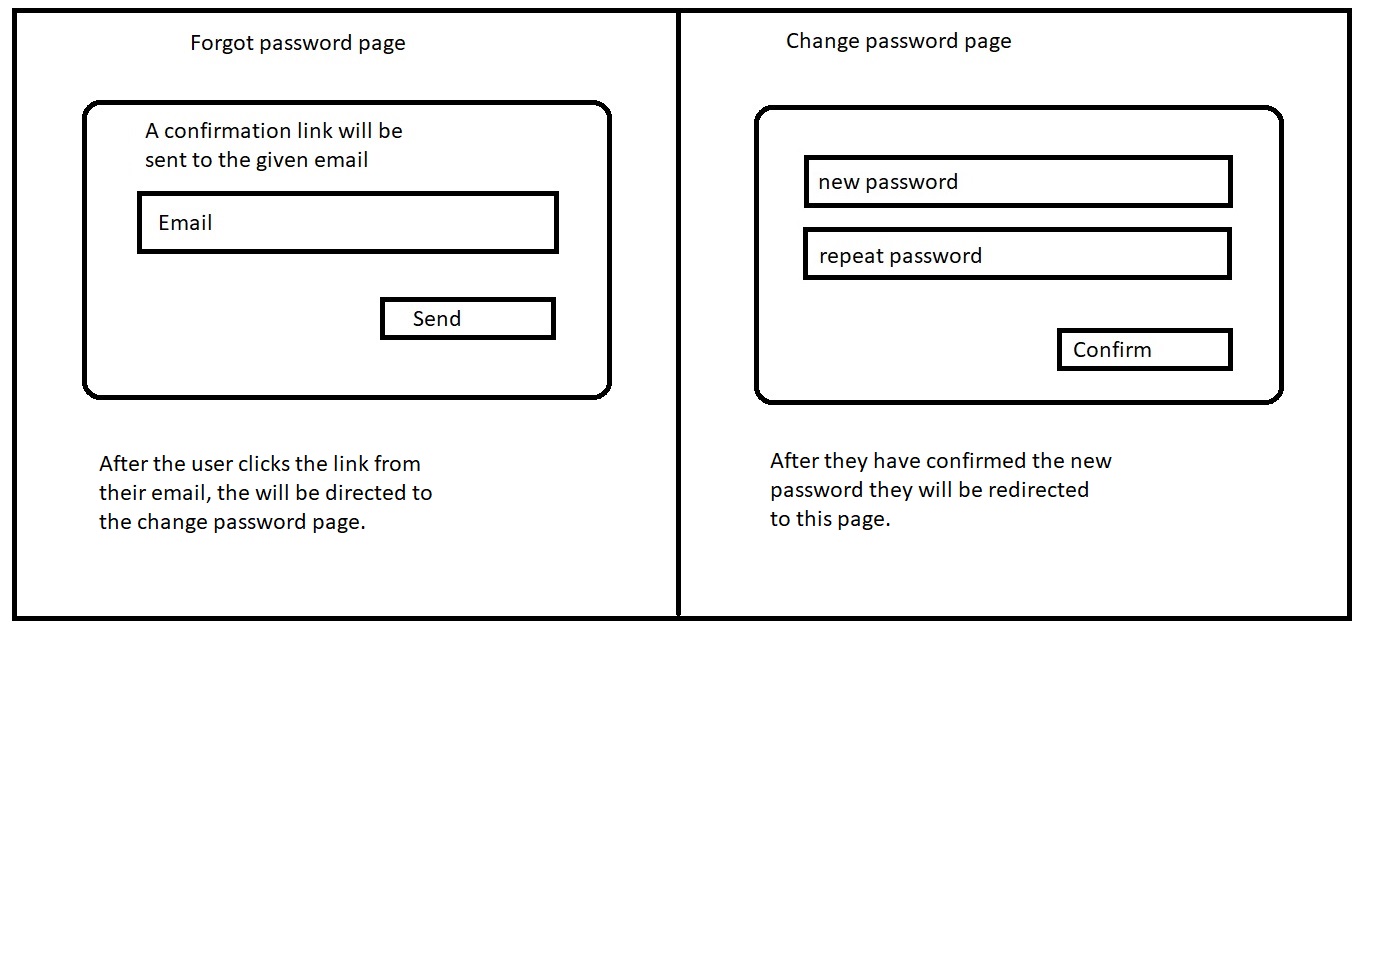 Forgot password page
A confirmation link will be
sent to the given email
Email
Send
After the user clicks the link from
their email, the will be directed to
the change password page.
Change password page
new password
repeat password
Confirm
After they have confirmed the new
password they will be redirected
to this page.